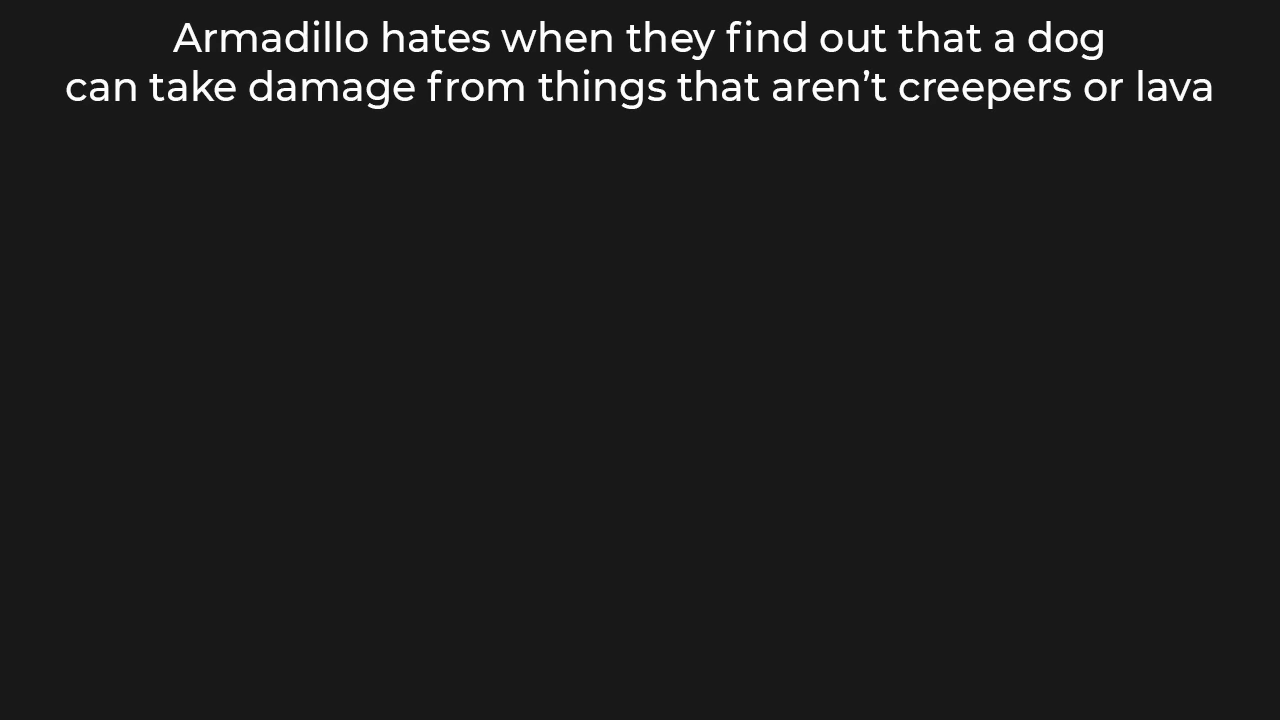 Armadillo hates when they find out that a dog
can take damage from things that aren’t creepers or lava